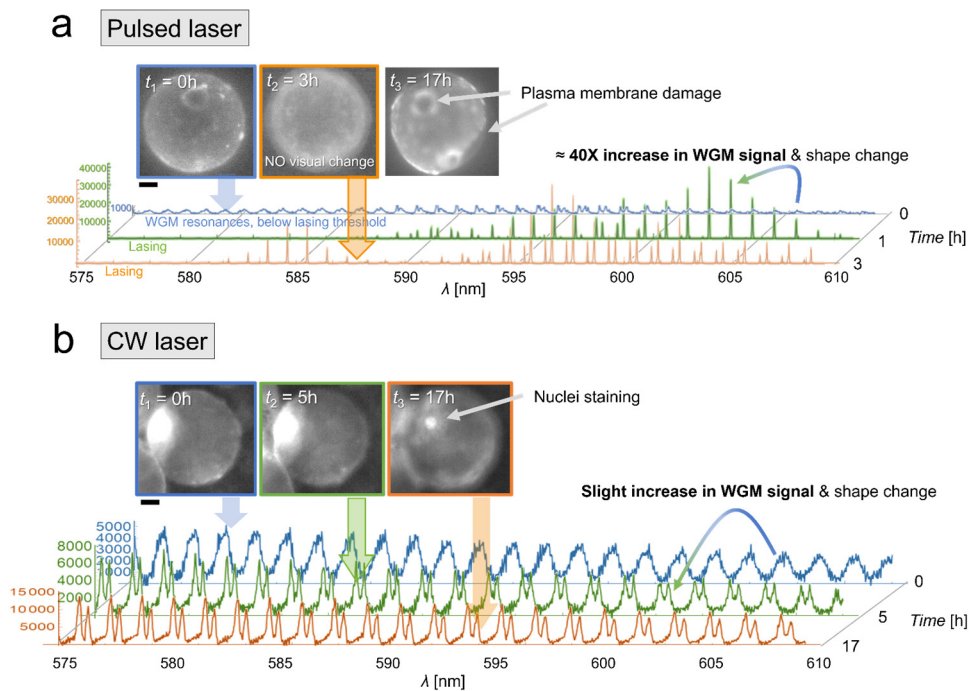 a Pulsed laser
t1 = 0h
t2 = 3h
t3 = 17h
Plasma membrane damage
NO visual change
≈ 40X increase in WGM signal & shape change
40000
30000
20000
10000
30000
20000
10000
1000
WGM resonances, below lasing threshold
Lasing
Lasing
0
1
3
Time [h]
575 580 585 590 595 600 605 610
λ [nm]
b CW laser
t1 = 0h
t2 = 5h
t3 = 17h
Nuclei staining
Slight increase in WGM signal & shape change
5000
4000
3000
2000
1000
8000
6000
4000
2000
15000
10000
5000
0
5
17
Time [h]
575 580 585 590 595 600 605 610
λ [nm]